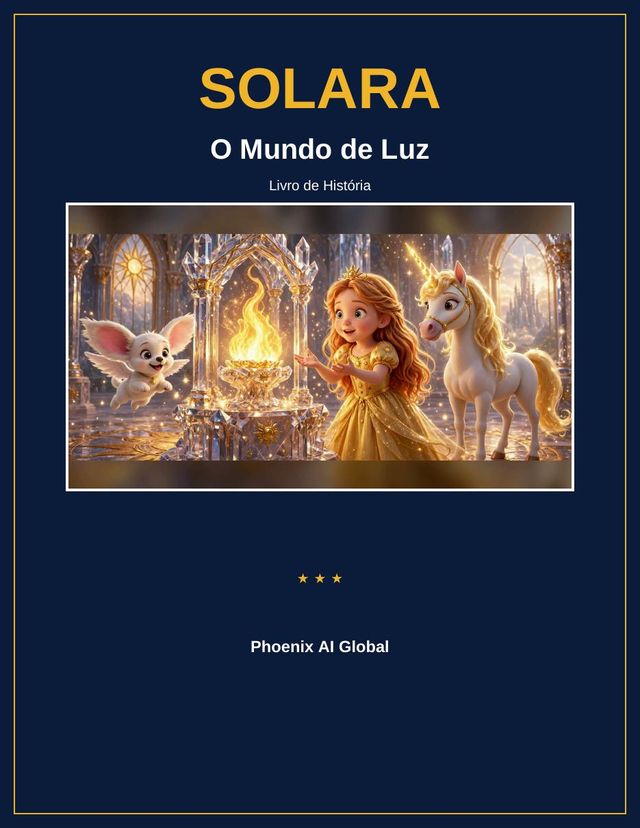 SOLARA
O Mundo de Luz
Livro de História
★ ★ ★
Phoenix AI Global